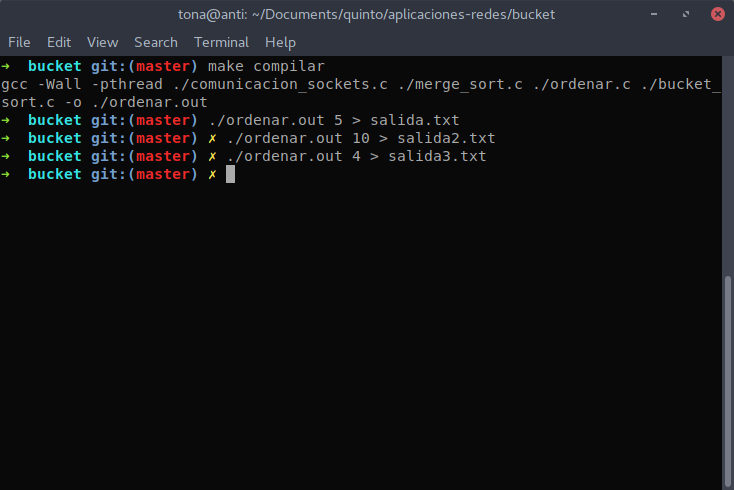 tona@anti: ~/Documents/quinto/aplicaciones-redes/bucket
File Edit View Search Terminal Help
➜ bucket git:(master) make compilar
gcc -Wall -pthread ./comunicacion_sockets.c ./merge_sort.c ./ordenar.c ./bucket_
sort.c -o ./ordenar.out
➜ bucket git:(master) ./ordenar.out 5 > salida.txt
➜ bucket git:(master) ✗ ./ordenar.out 10 > salida2.txt
➜ bucket git:(master) ✗ ./ordenar.out 4 > salida3.txt
➜ bucket git:(master) ✗